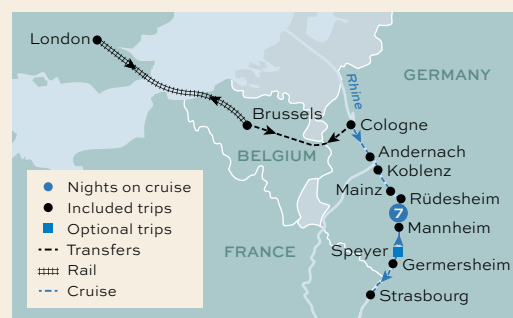 London
GERMANY
Rhine
Brussels
Cologne
BELGIUM
Andernach
Koblenz
Mainz
Rüdesheim
7
Mannheim
FRANCE
Speyer
Germersheim
Strasbourg
Nights on cruise
Included trips
Optional trips
Transfers
Rail
Cruise